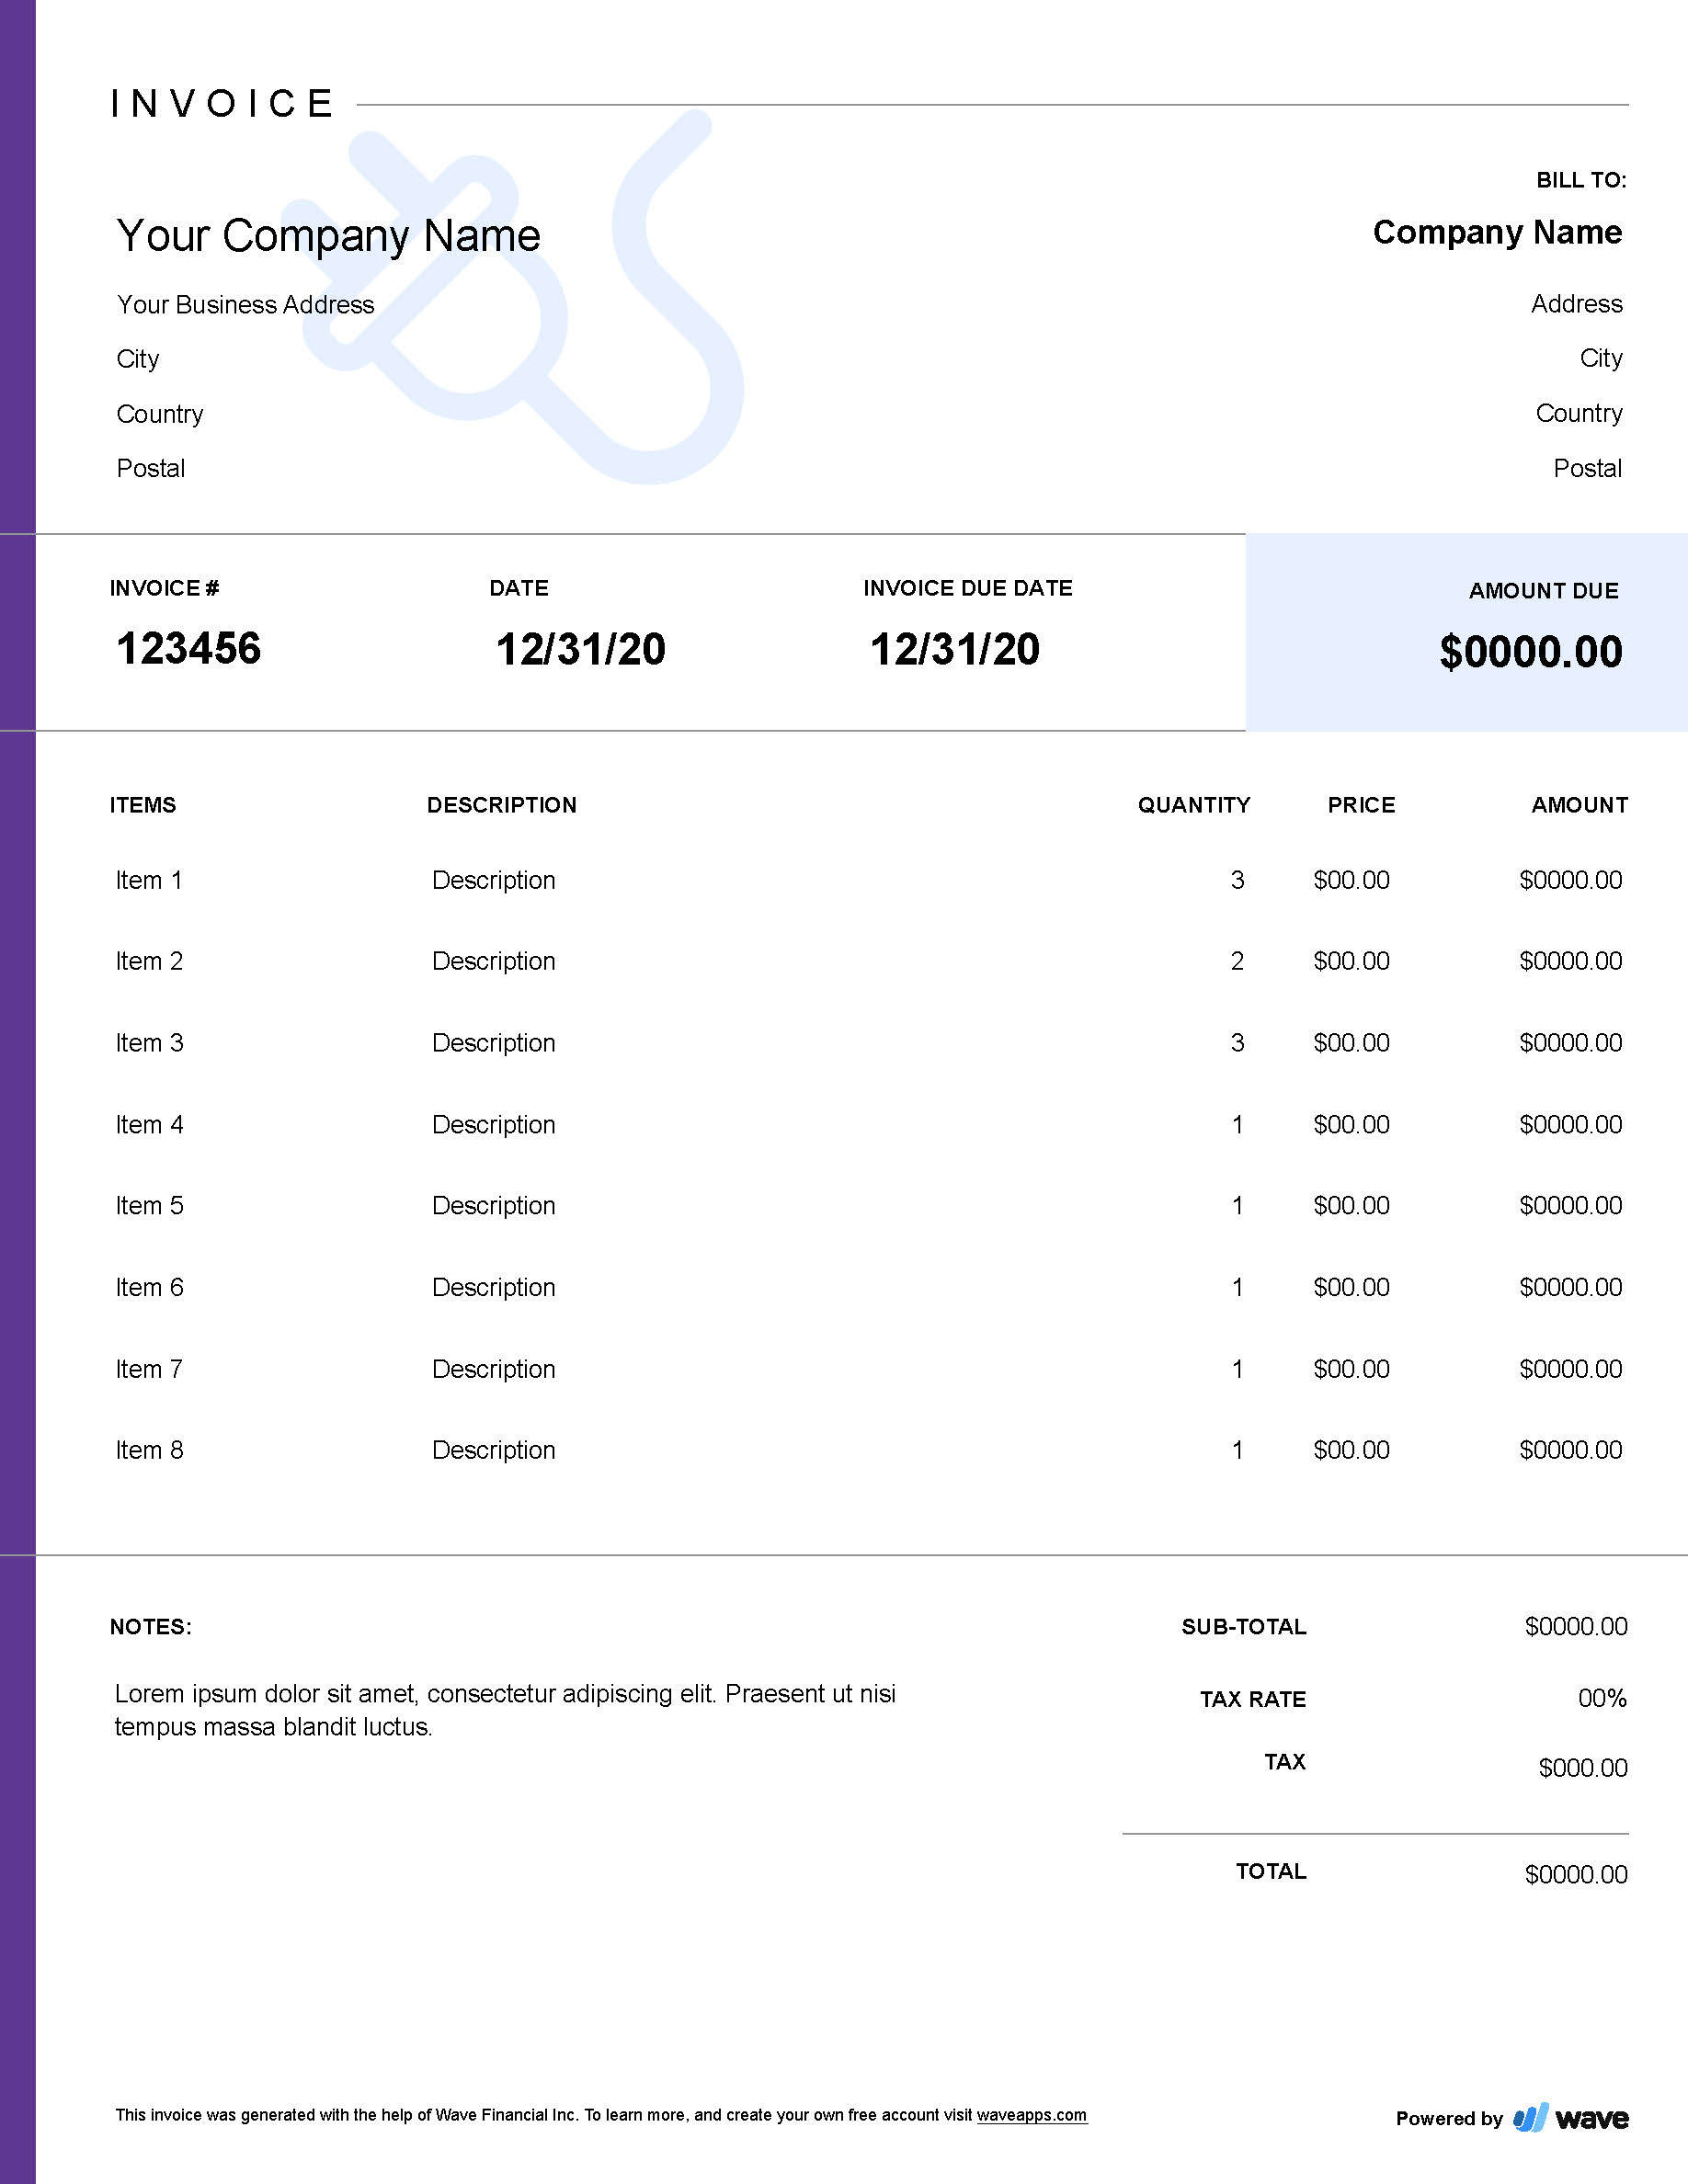 INVOICE
BILL TO:
Your Company Name
Company Name
Your Business Address
Address
City
City
Country
Country
Postal
Postal
INVOICE # DATE INVOICE DUE DATE AMOUNT DUE
123456 12/31/20 12/31/20 $0000.00
ITEMS DESCRIPTION QUANTITY PRICE AMOUNT
Item 1 Description 3 $00.00 $0000.00
Item 2 Description 2 $00.00 $0000.00
Item 3 Description 3 $00.00 $0000.00
Item 4 Description 1 $00.00 $0000.00
Item 5 Description 1 $00.00 $0000.00
Item 6 Description 1 $00.00 $0000.00
Item 7 Description 1 $00.00 $0000.00
Item 8 Description 1 $00.00 $0000.00
NOTES:
Lorem ipsum dolor sit amet, consectetur adipiscing elit. Praesent ut nisi
tempus massa blandit luctus.
SUB-TOTAL $0000.00
TAX RATE 00%
TAX $000.00
TOTAL $0000.00
This invoice was generated with the help of Wave Financial Inc. To learn more, and create your own free account visit waveapps.com
Powered by wave